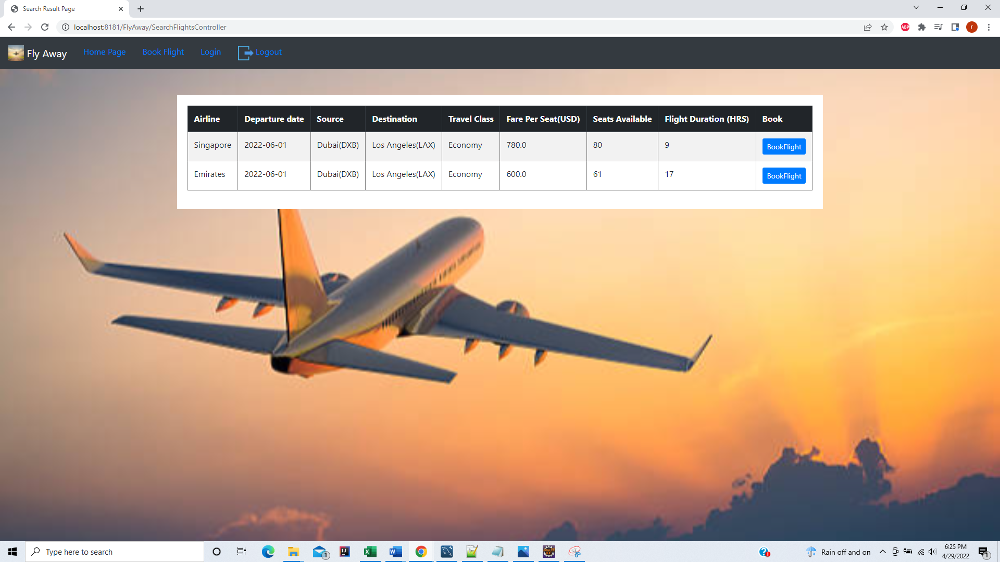 Search Result Page
localhost:8181/FlyAway/SearchFlightsController
ABP
r
Fly Away Home Page Book Flight Login Logout
Airline Departure date Source Destination Travel Class Fare Per Seat(USD) Seats Available Flight Duration (HRS) Book
Singapore 2022-06-01 Dubai(DXB) Los Angeles(LAX) Economy 780.0 80 9 BookFlight
Emirates 2022-06-01 Dubai(DXB) Los Angeles(LAX) Economy 600.0 61 17 BookFlight
Type here to search
1
IJ
X
W
Rain off and on
6:25 PM
4/29/2022
1